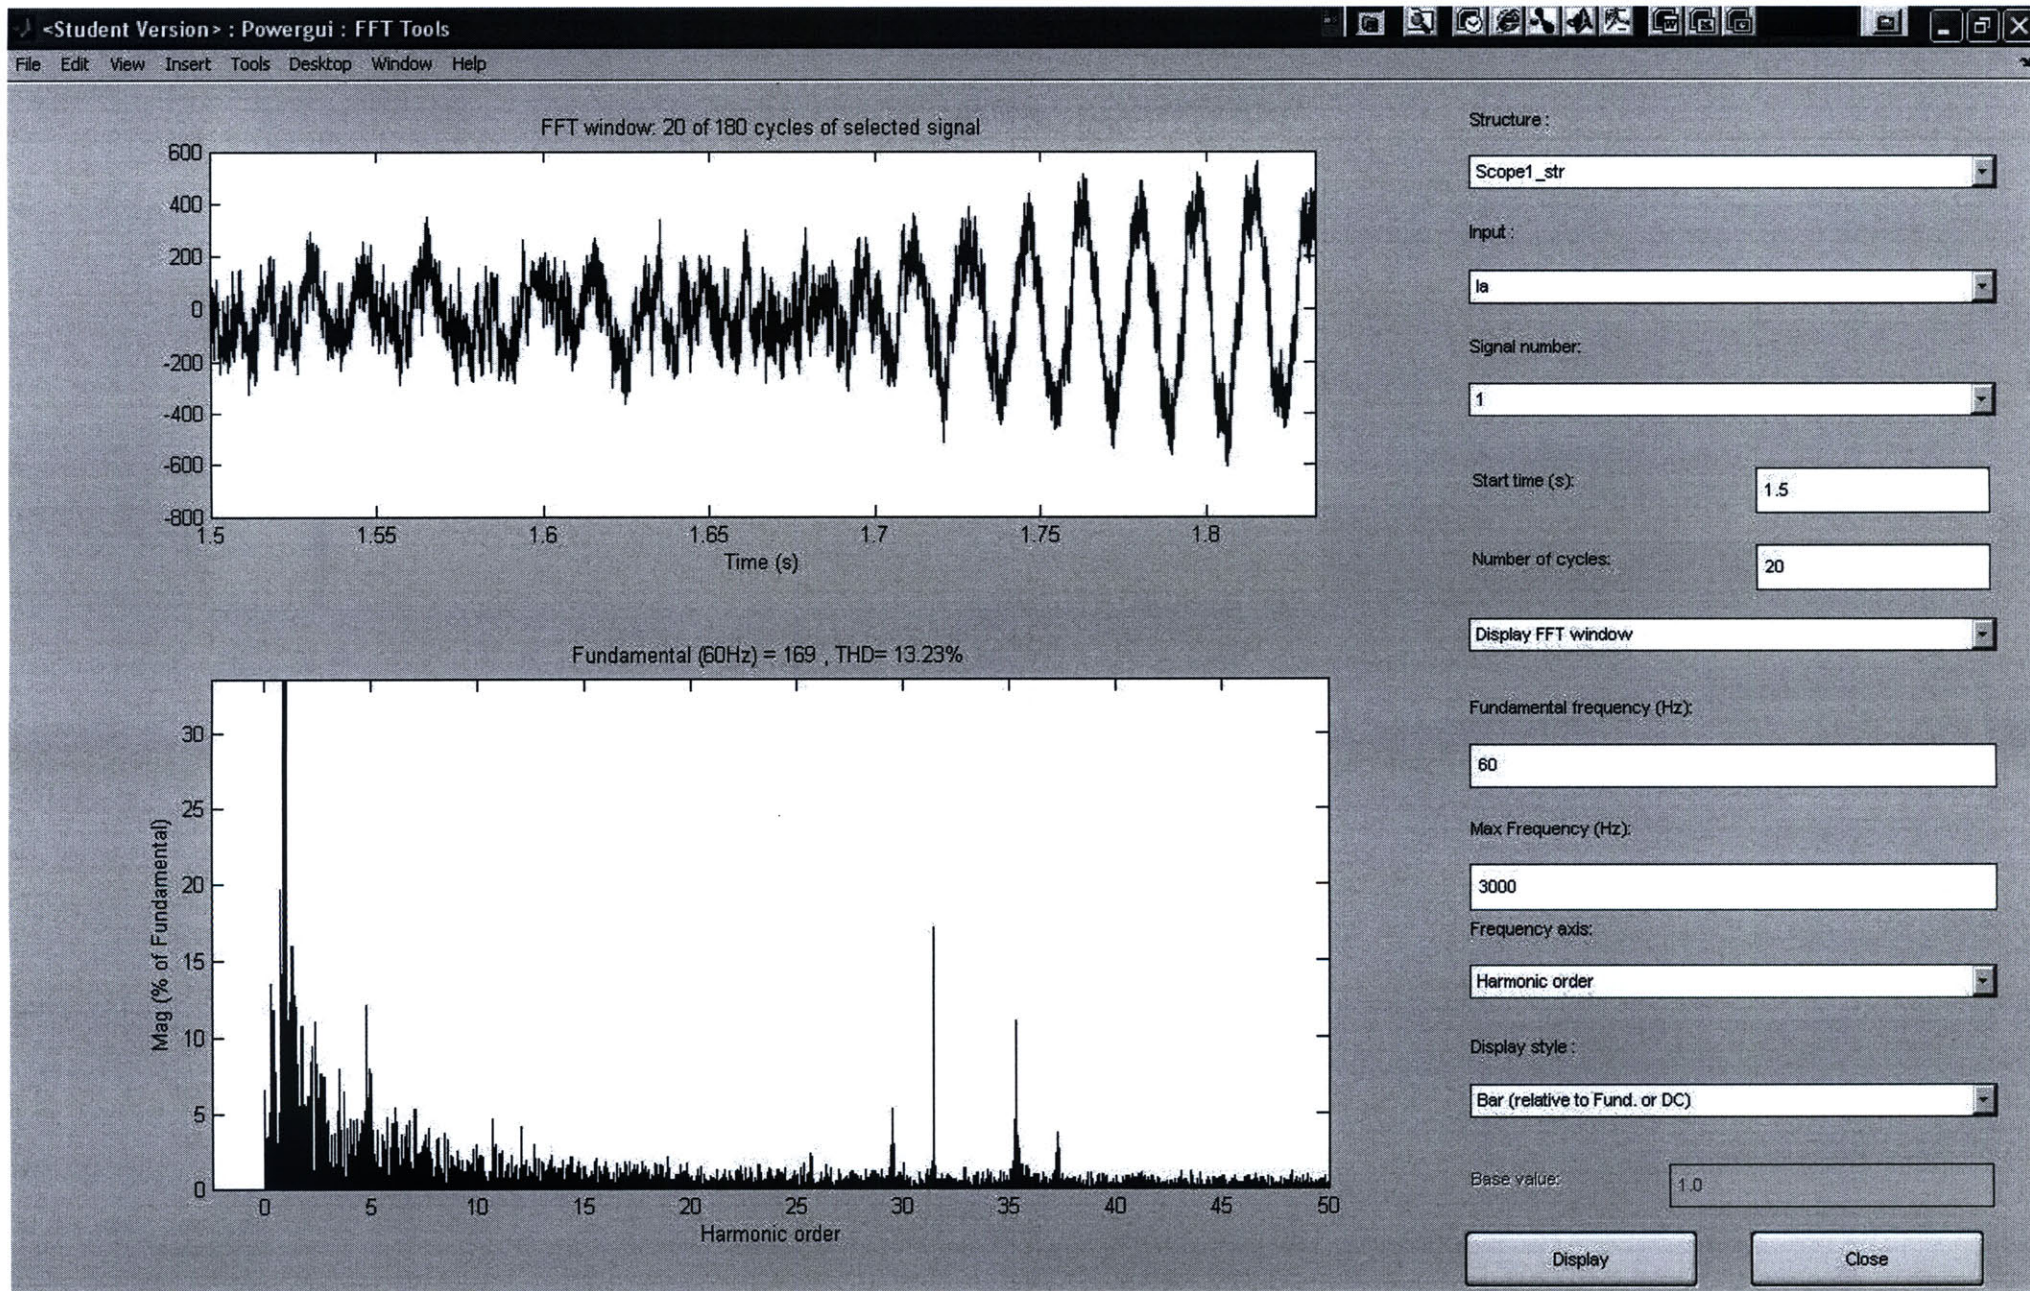 <Student Version> : Powergui : FFT Tools
File Edit View Insert Tools Desktop Window Help
FFT window: 20 of 180 cycles of selected signal
600
400
200
0
-200
-400
-600
-800
1.5 1.55 1.6 1.65 1.7 1.75 1.8
Time (s)
Fundamental (60Hz) = 169 , THD= 13.23%
30
25
20
15
10
5
0
Mag (% of Fundamental)
0 5 10 15 20 25 30 35 40 45 50
Harmonic order
Structure :
Scope1_str
Input :
Ia
Signal number:
1
Start time (s):
1.5
Number of cycles:
20
Display FFT window
Fundamental frequency (Hz):
60
Max Frequency (Hz):
3000
Frequency axis:
Harmonic order
Display style :
Bar (relative to Fund. or DC)
Base value:
1.0
Display
Close